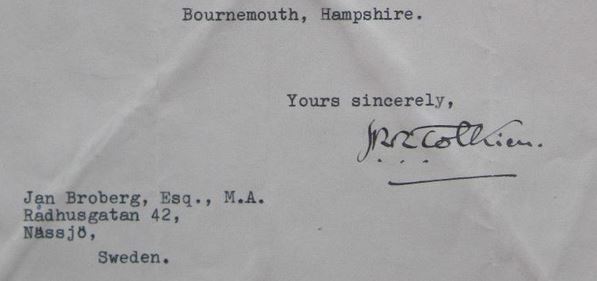 Bournemouth, Hampshire.
Yours sincerely,
JRRTolkien.
Jan Broberg, Esq., M.A.
Rådhusgatan 42,
Nässjö,
Sweden.